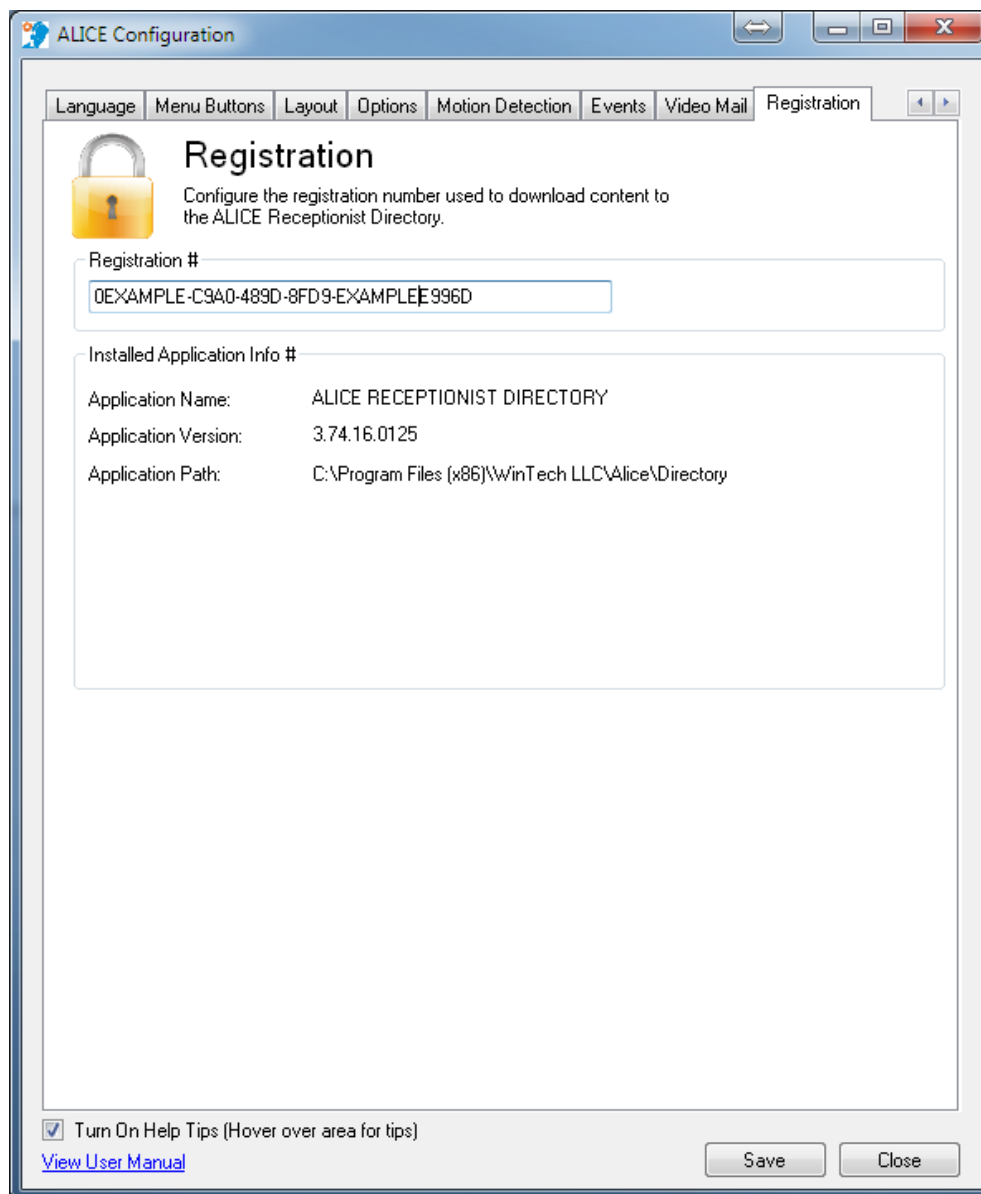 ALICE Configuration
Language Menu Buttons Layout Options Motion Detection Events Video Mail Registration
Registration
Configure the registration number used to download content to
the ALICE Receptionist Directory.
Registration #
0EXAMPLE-C9A0-489D-8FD9-EXAMPLEE996D
Installed Application Info #
Application Name: ALICE RECEPTIONIST DIRECTORY
Application Version: 3.74.16.0125
Application Path: C:\Program Files (x86)\WinTech LLC\Alice\Directory
Turn On Help Tips (Hover over area for tips)
View User Manual
Save Close